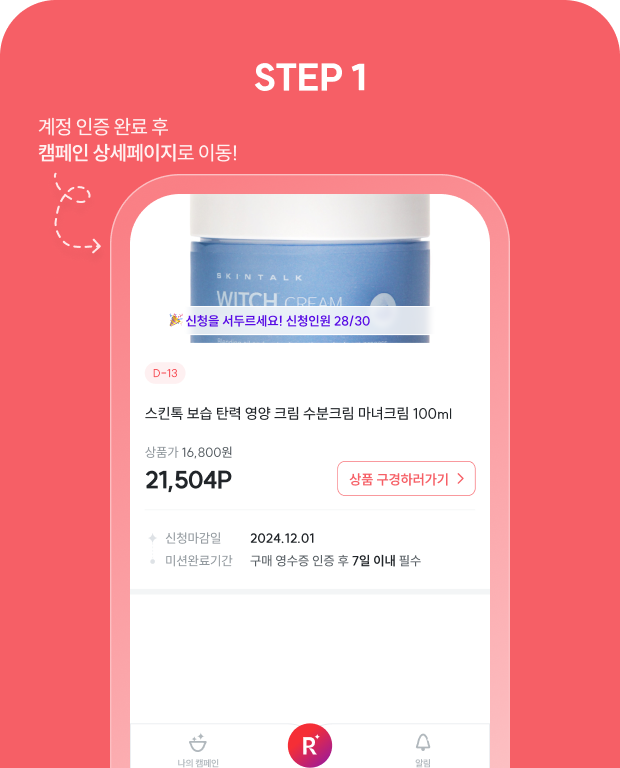 STEP 1
계정 인증 완료 후
캠페인 상세페이지로 이동!
SKINTALK
WITCH CREAM
🎉 신청을 서두르세요! 신청인원 28/30
D-13
스킨톡 보습 탄력 영양 크림 수분크림 마녀크림 100ml
상품가 16,800원
21,504P
상품 구경하러가기 >
신청마감일 2024.12.01
미션완료기간 구매 영수증 인증 후 7일 이내 필수
R
나의 캠페인
알림